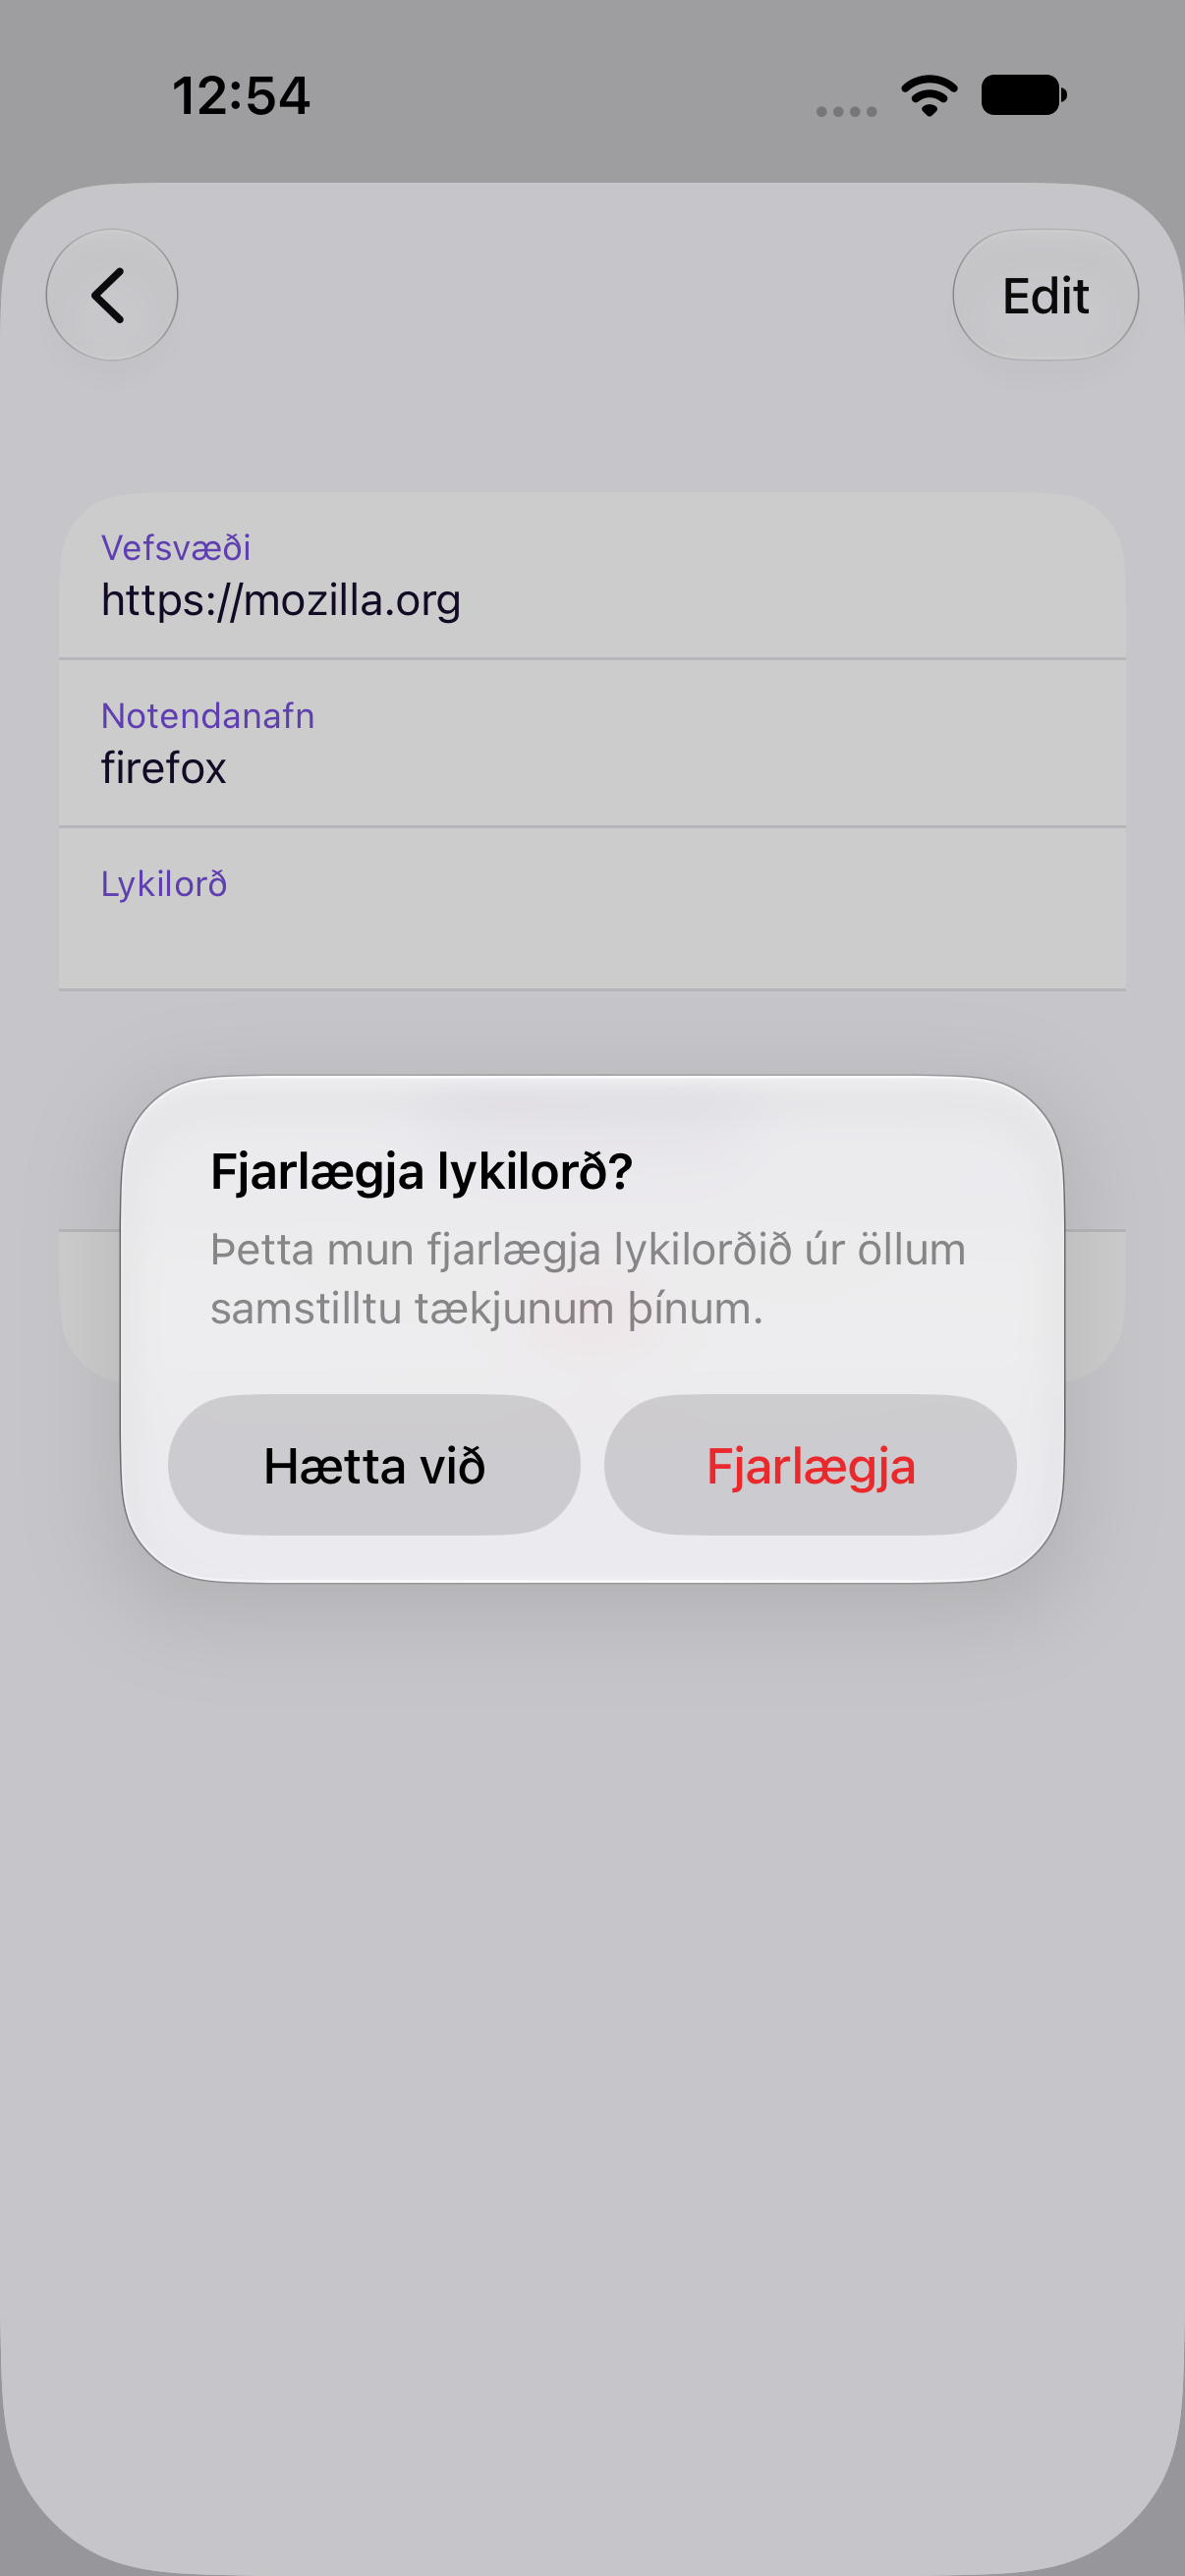 12:54
Edit
Vefsvæði
https://mozilla.org
Notendanafn
firefox
Lykilorð
Fjarlægja lykilorð?
Þetta mun fjarlægja lykilorðið úr öllum
samstilltu tækjunum þínum.
Hætta við
Fjarlægja